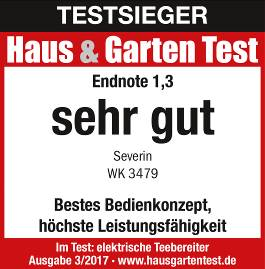 TESTSIEGER
Haus & Garten Test
Endnote 1,3
sehr gut
Severin
WK 3479
Bestes Bedienkonzept,
höchste Leistungsfähigkeit
Im Test: elektrische Teebereiter
Ausgabe 3/2017 · www.hausgartentest.de